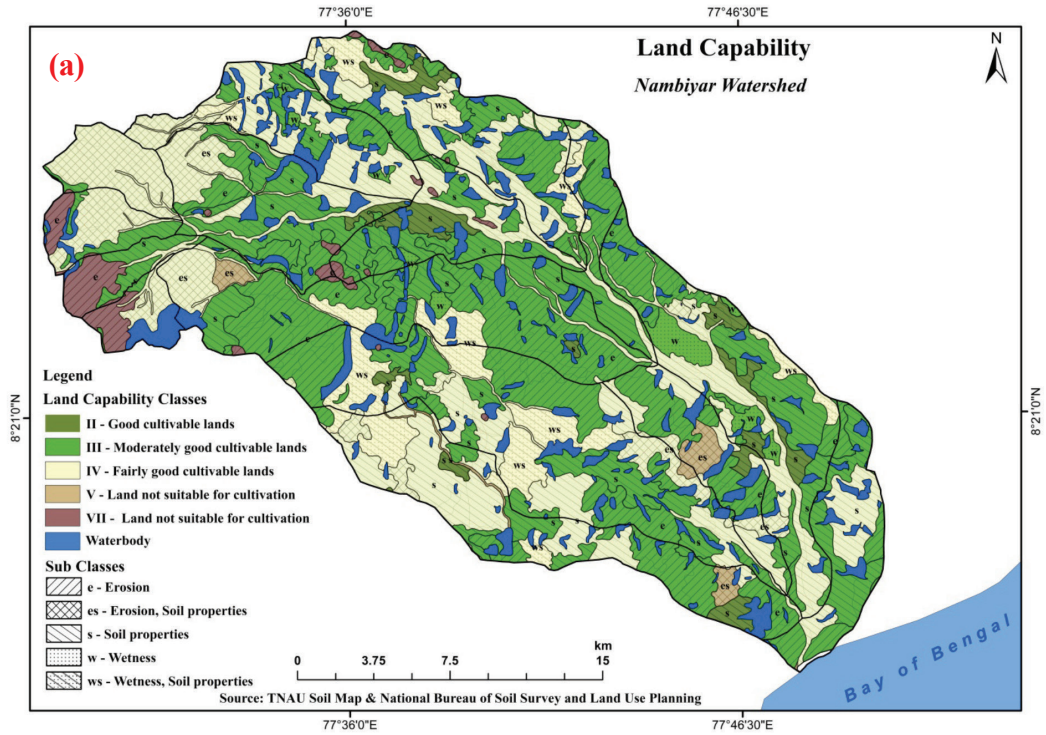 77°36'0"E
77°46'30"E
(a)
Land Capability
Nambiyar Watershed
N
8°21'0"N
8°21'0"N
Legend
Land Capability Classes
II - Good cultivable lands
III - Moderately good cultivable lands
IV - Fairly good cultivable lands
V - Land not suitable for cultivation
VII - Land not suitable for cultivation
Waterbody
Sub Classes
e - Erosion
es - Erosion, Soil properties
s - Soil properties
w - Wetness
ws - Wetness, Soil properties
km
0 3.75 7.5 15
Source: TNAU Soil Map & National Bureau of Soil Survey and Land Use Planning
Bay of Bengal
77°36'0"E
77°46'30"E